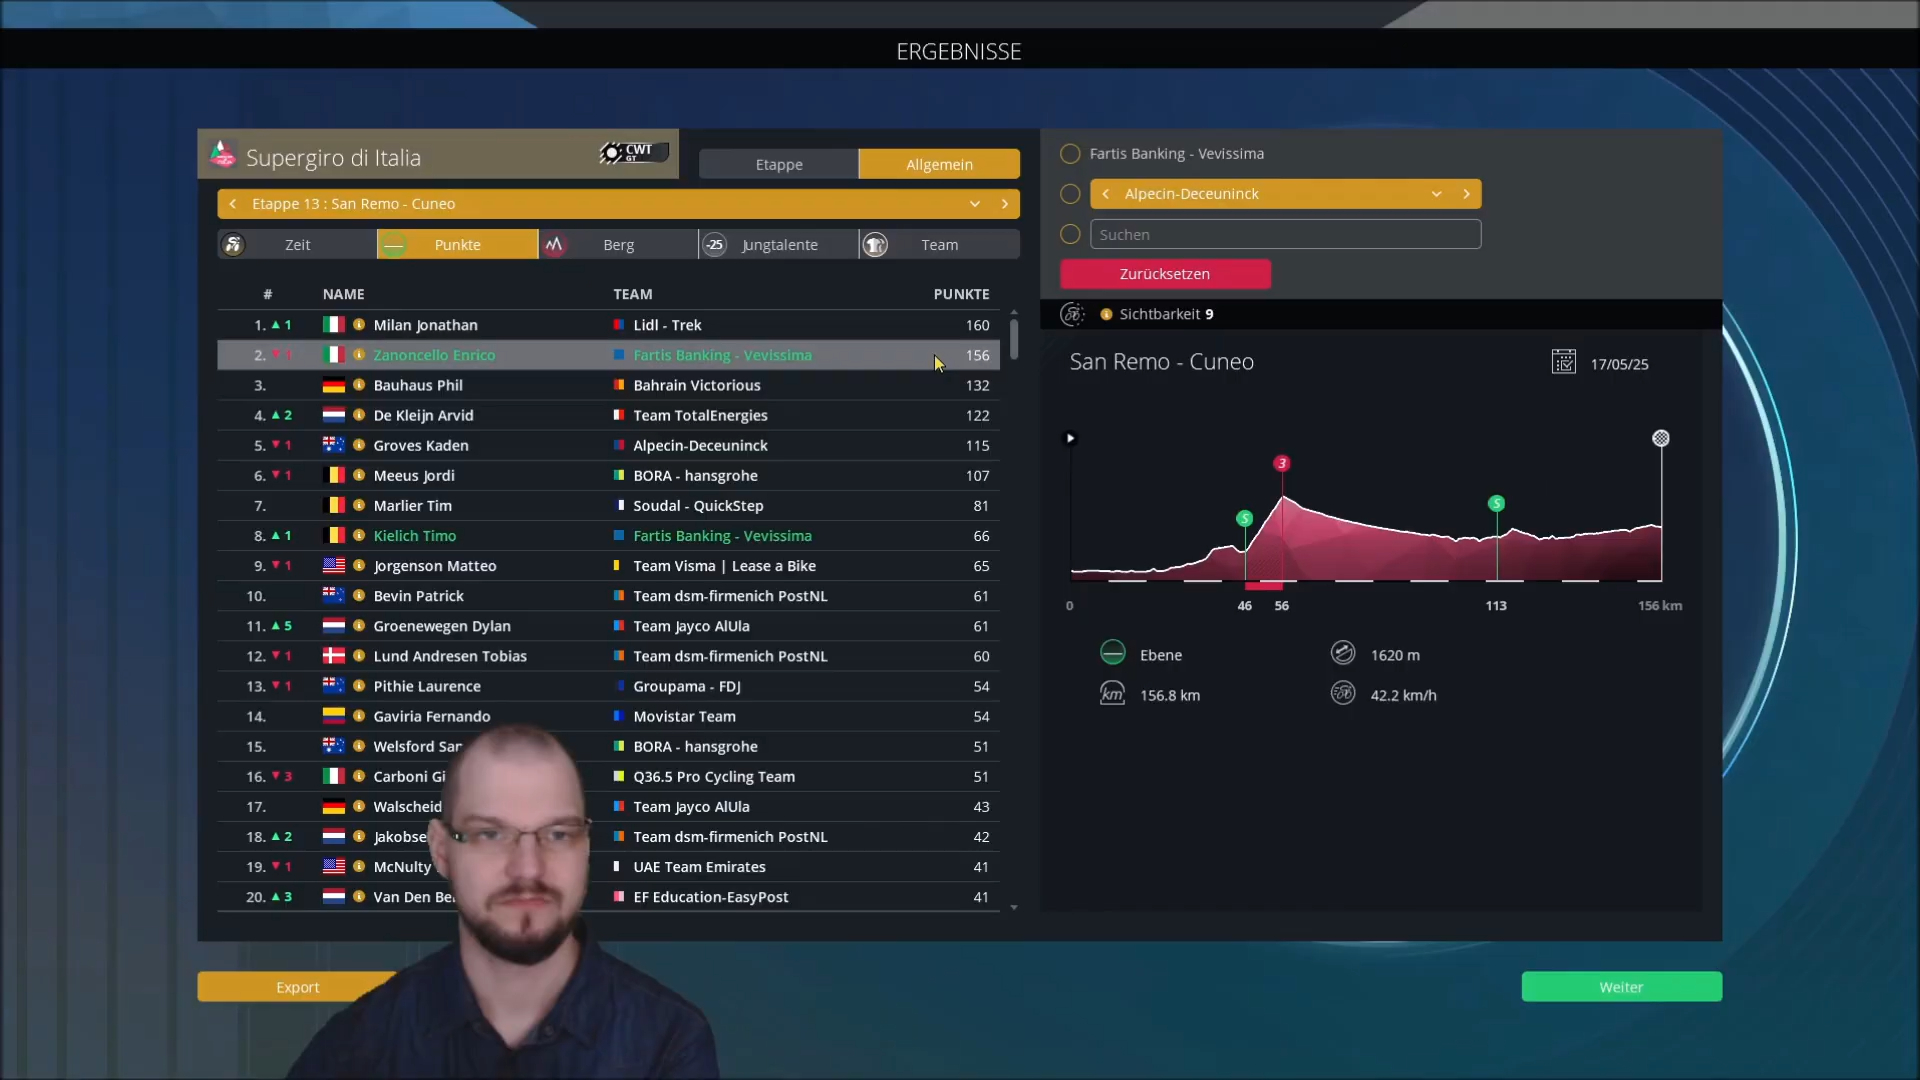 ERGEBNISSE
Supergiro di Italia
CWT
GT
Etappe
Allgemein
Etappe 13 : San Remo - Cuneo
Zeit
Punkte
Berg
-25 Jungtalente
Team
# NAME TEAM PUNKTE
1. ▲ 1 Milan Jonathan Lidl - Trek 160
2. ▼ 1 Zanoncello Enrico Fartis Banking - Vevissima 156
3. Bauhaus Phil Bahrain Victorious 132
4. ▲ 2 De Kleijn Arvid Team TotalEnergies 122
5. ▼ 1 Groves Kaden Alpecin-Deceuninck 115
6. ▼ 1 Meeus Jordi BORA - hansgrohe 107
7. Marlier Tim Soudal - QuickStep 81
8. ▲ 1 Kielich Timo Fartis Banking - Vevissima 66
9. ▼ 1 Jorgenson Matteo Team Visma | Lease a Bike 65
10. Bevin Patrick Team dsm-firmenich PostNL 61
11. ▲ 5 Groenewegen Dylan Team Jayco AlUla 61
12. ▼ 1 Lund Andresen Tobias Team dsm-firmenich PostNL 60
13. ▼ 1 Pithie Laurence Groupama - FDJ 54
14. Gaviria Fernando Movistar Team 54
15. Welsford BORA - hansgrohe 51
16. ▼ 3 Carboni Q36.5 Pro Cycling Team 51
17. Walscheid Team Jayco AlUla 43
18. ▲ 2 Team dsm-firmenich PostNL 42
19. ▼ 1 McNulty UAE Team Emirates 41
20. ▲ 3 Van Den EF Education-EasyPost 41
Export
Fartis Banking - Vevissima
Alpecin-Deceuninck
Suchen
Zurücksetzen
Sichtbarkeit 9
San Remo - Cuneo
17/05/25
3
S
S
0 46 56 113 156 km
Ebene
1620 m
km 156.8 km
42.2 km/h
Weiter